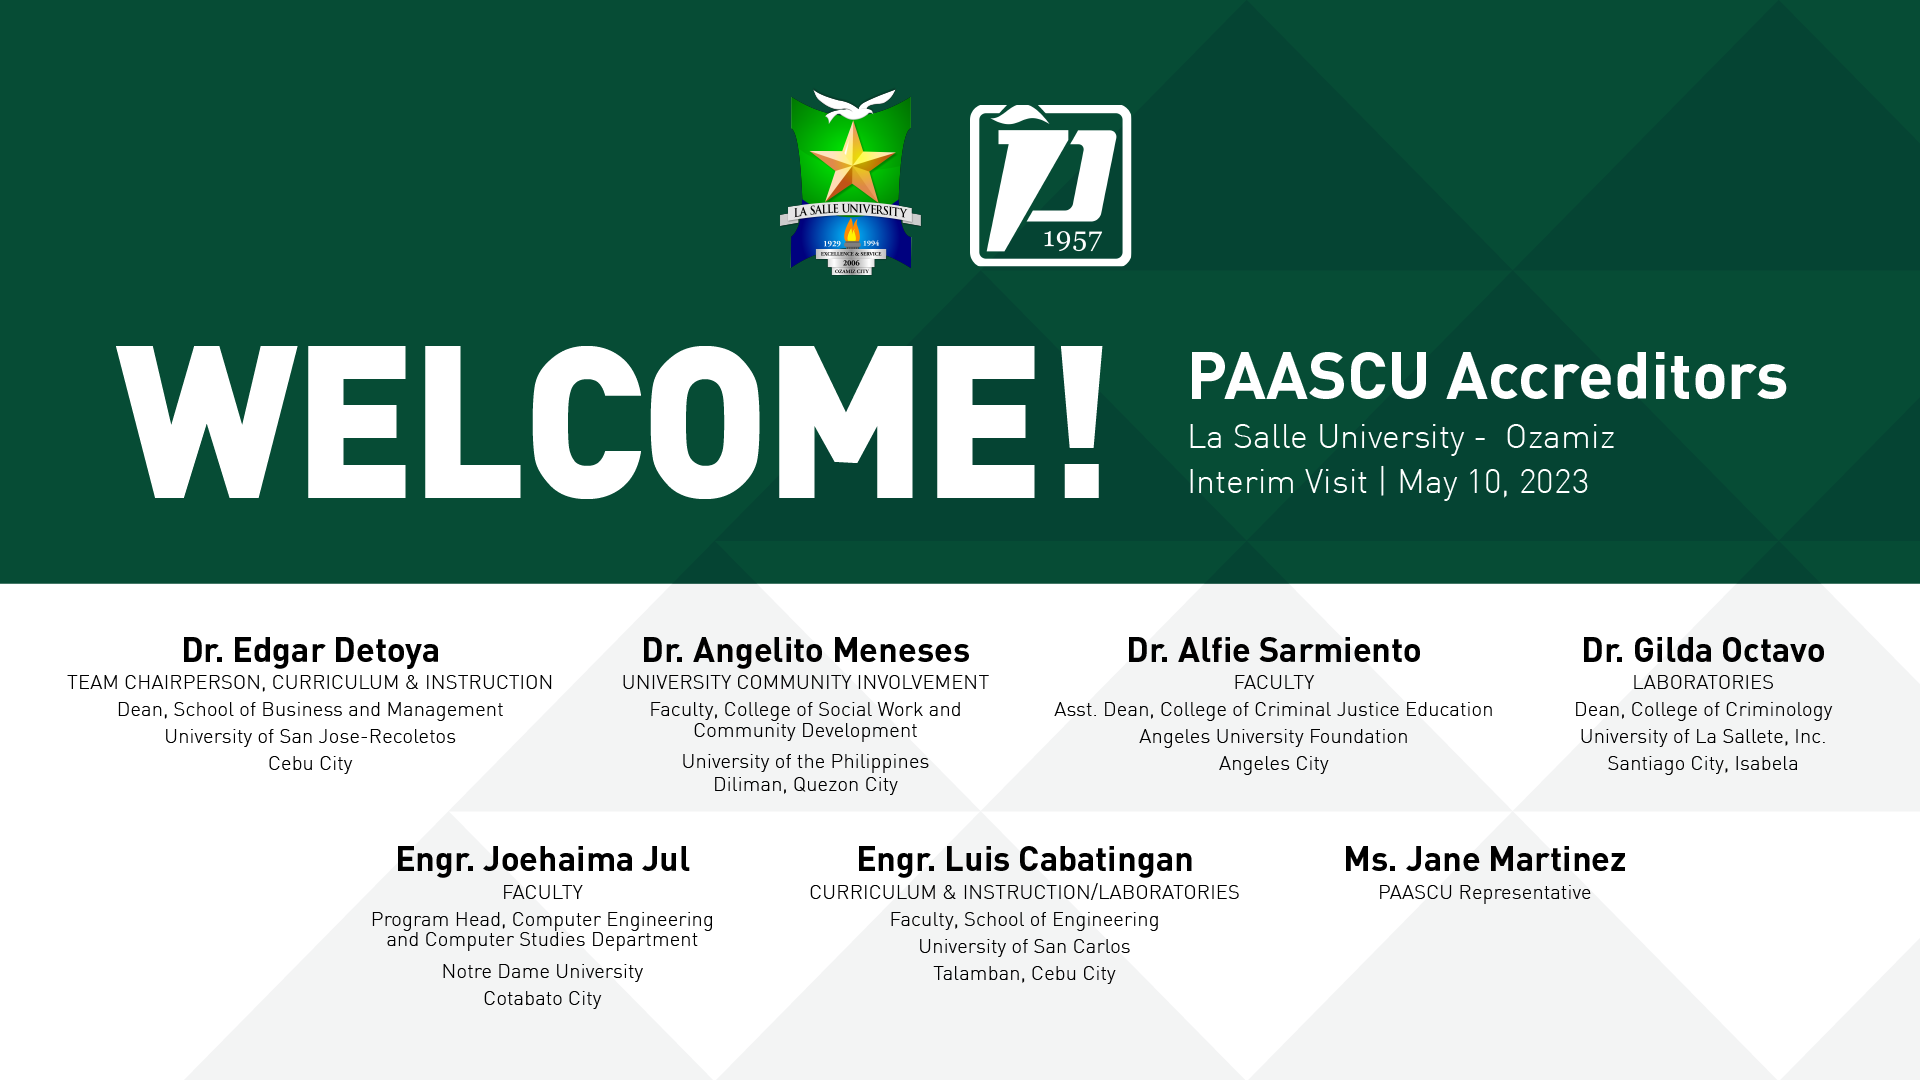 LA SALLE UNIVERSITY
1929 1994
EXCELLENCE & SERVICE
2006
OZAMIZ CITY
1957
WELCOME!
PAASCU Accreditors
La Salle University - Ozamiz
Interim Visit | May 10, 2023
Dr. Edgar Detoya
TEAM CHAIRPERSON, CURRICULUM & INSTRUCTION
Dean, School of Business and Management
University of San Jose-Recoletos
Cebu City
Dr. Angelito Meneses
UNIVERSITY COMMUNITY INVOLVEMENT
Faculty, College of Social Work and
Community Development
University of the Philippines
Diliman, Quezon City
Dr. Alfie Sarmiento
FACULTY
Asst. Dean, College of Criminal Justice Education
Angeles University Foundation
Angeles City
Dr. Gilda Octavo
LABORATORIES
Dean, College of Criminology
University of La Sallete, Inc.
Santiago City, Isabela
Engr. Joehaima Jul
FACULTY
Program Head, Computer Engineering
and Computer Studies Department
Notre Dame University
Cotabato City
Engr. Luis Cabatingan
CURRICULUM & INSTRUCTION/LABORATORIES
Faculty, School of Engineering
University of San Carlos
Talamban, Cebu City
Ms. Jane Martinez
PAASCU Representative